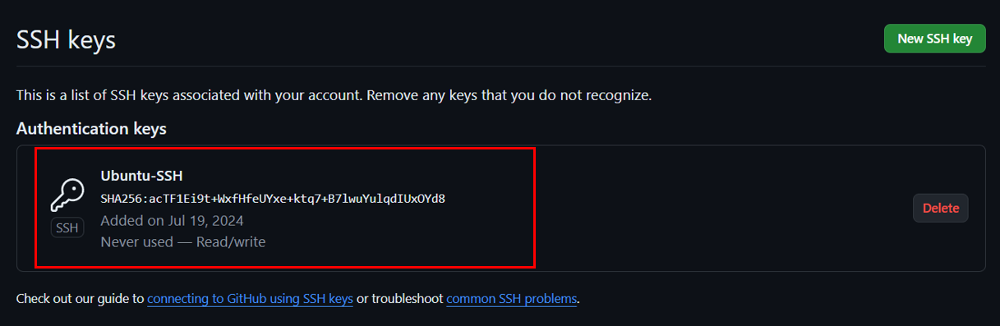 SSH keys
New SSH key
This is a list of SSH keys associated with your account. Remove any keys that you do not recognize.
Authentication keys
Ubuntu-SSH
SHA256:acTF1Ei9t+WxfHfeUYxe+ktq7+B7lwuYulqdIUxOYd8
SSH
Added on Jul 19, 2024
Never used — Read/write
Delete
Check out our guide to connecting to GitHub using SSH keys or troubleshoot common SSH problems.